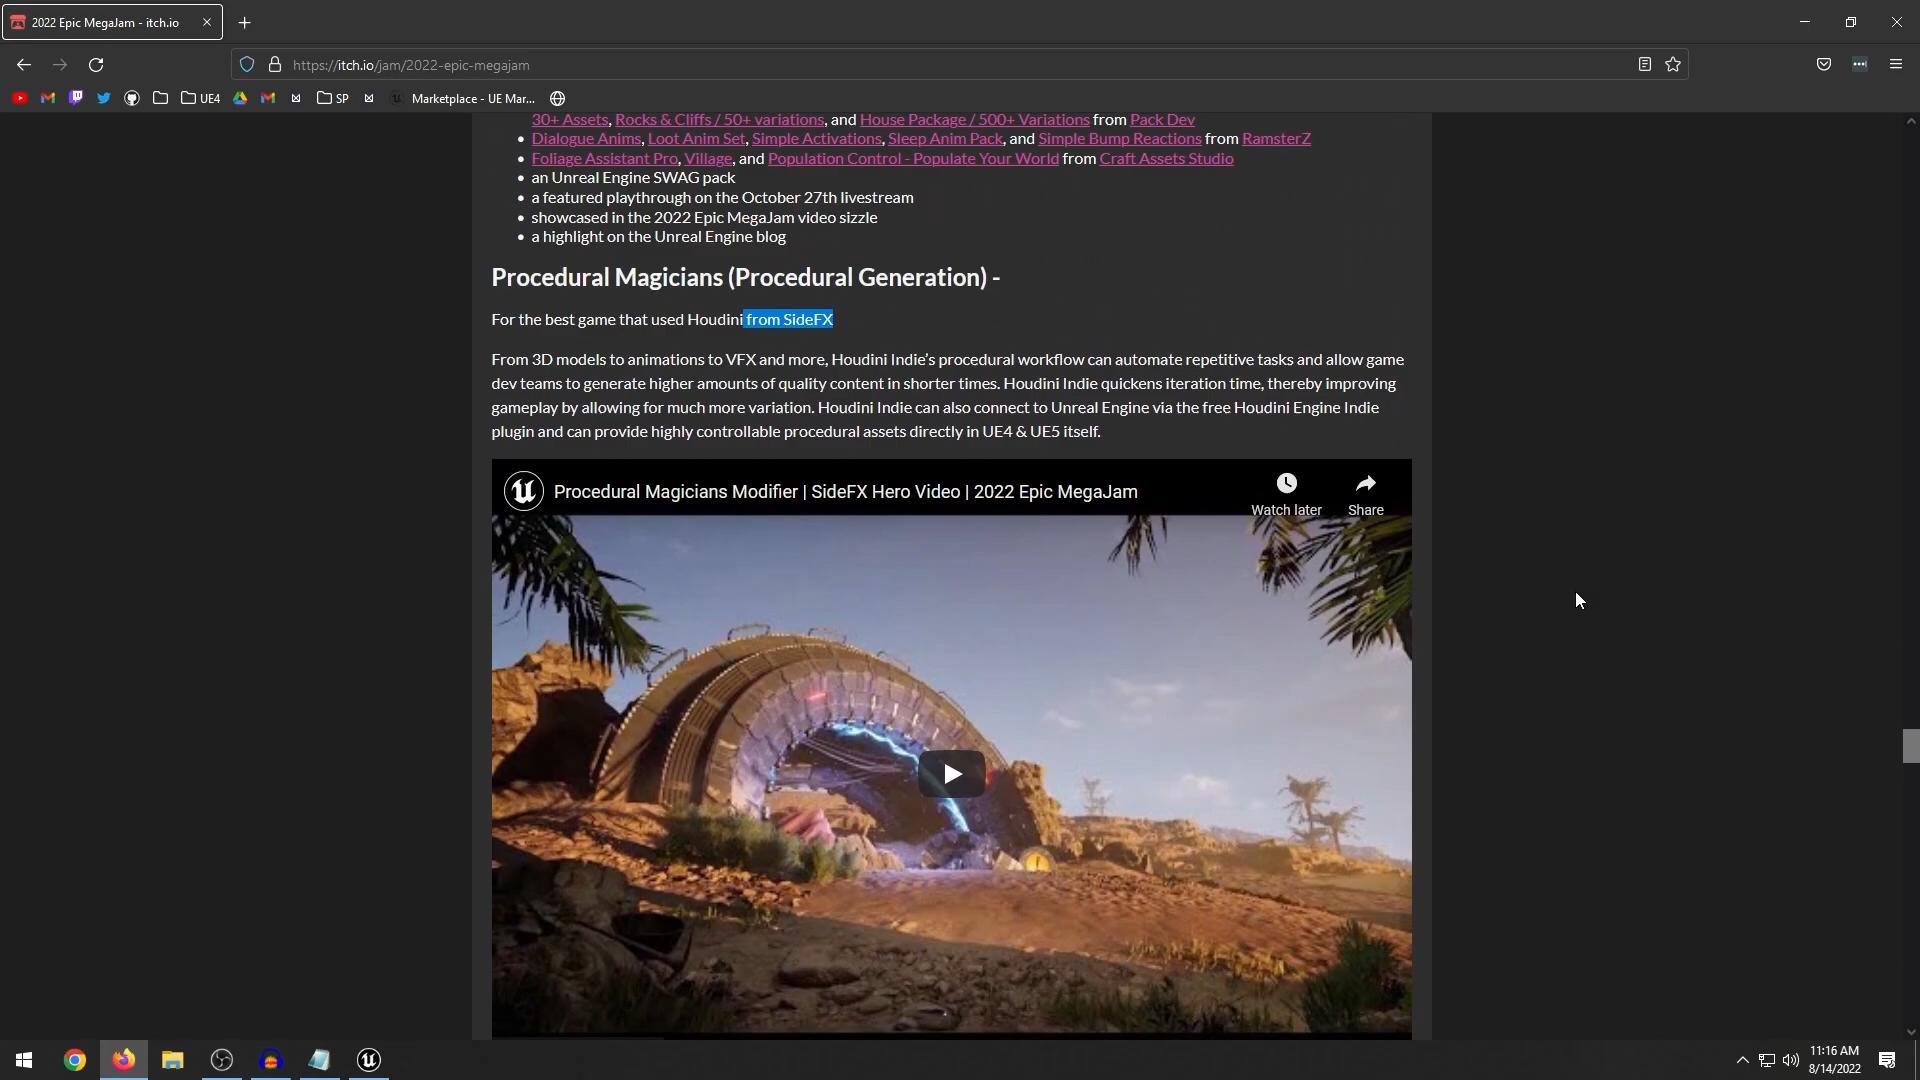 2022 Epic MegaJam - itch.io
https://itch.io/jam/2022-epic-megajam
UE4
SP
Marketplace - UE Mar...
30+ Assets, Rocks & Cliffs / 50+ variations, and House Package / 500+ Variations from Pack Dev
Dialogue Anims, Loot Anim Set, Simple Activations, Sleep Anim Pack, and Simple Bump Reactions from RamsterZ
Foliage Assistant Pro, Village, and Population Control - Populate Your World from Craft Assets Studio
an Unreal Engine SWAG pack
a featured playthrough on the October 27th livestream
showcased in the 2022 Epic MegaJam video sizzle
a highlight on the Unreal Engine blog
Procedural Magicians (Procedural Generation) -
For the best game that used Houdini from SideFX
From 3D models to animations to VFX and more, Houdini Indie's procedural workflow can automate repetitive tasks and allow game
dev teams to generate higher amounts of quality content in shorter times. Houdini Indie quickens iteration time, thereby improving
gameplay by allowing for much more variation. Houdini Indie can also connect to Unreal Engine via the free Houdini Engine Indie
plugin and can provide highly controllable procedural assets directly in UE4 & UE5 itself.
Procedural Magicians Modifier | SideFX Hero Video | 2022 Epic MegaJam
Watch later
Share
11:16 AM
8/14/2022